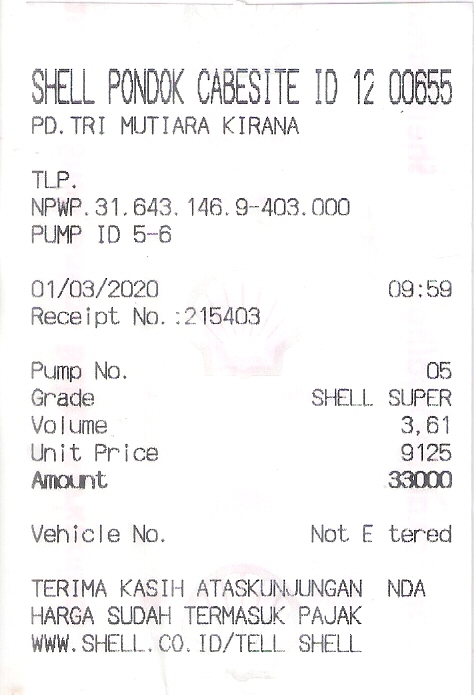 SHELL PONDOK CABESITE ID 12 00655
PD.TRI MUTIARA KIRANA
TLP.
NPWP.31.643.146.9-403.000
PUMP ID 5-6
01/03/2020 09:59
Receipt No.:215403
Pump No. 05
Grade SHELL SUPER
Volume 3,61
Unit Price 9125
Amount 33000
Vehicle No. Not E tered
TERIMA KASIH ATASKUNJUNGAN NDA
HARGA SUDAH TERMASUK PAJAK
WWW.SHELL.CO.ID/TELL SHELL